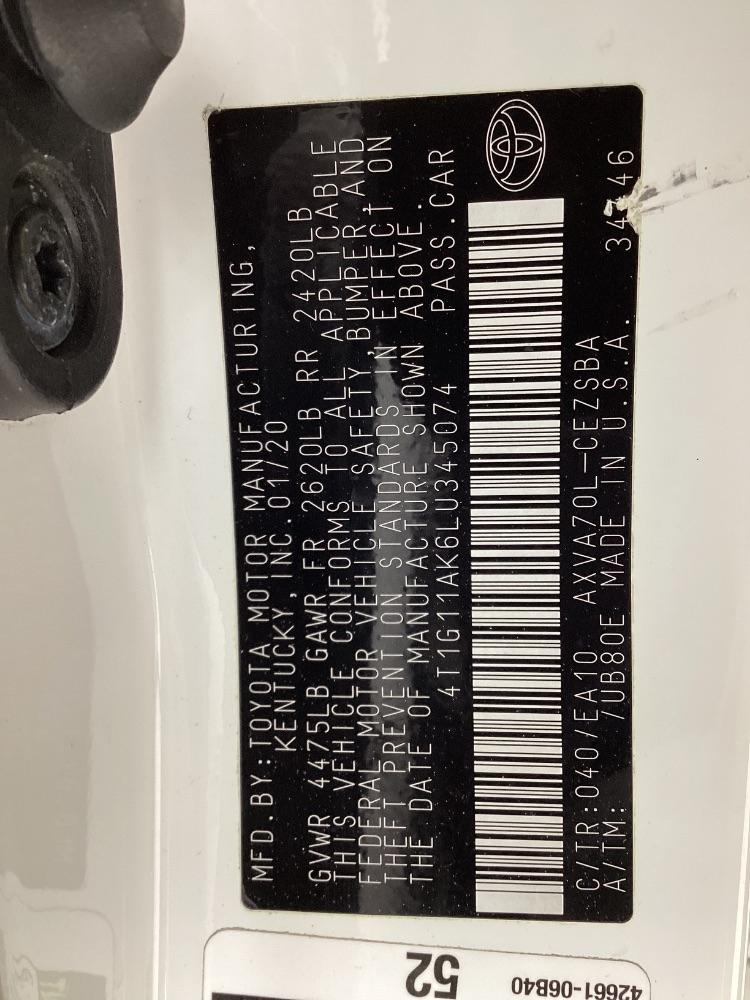 MFD.BY:TOYOTA MOTOR MANUFACTURING,
KENTUCKY,INC.01/20
GVWR 4475LB GAWR FR 2620LB RR 2420LB
THIS VEHICLE CONFORMS TO ALL APPLICABLE
FEDERAL MOTOR VEHICLE SAFETY,BUMPER AND
THEFT PREVENTION STANDARDS IN EFFECT ON
THE DATE OF MANUFACTURE SHOWN ABOVE.
4T1G11AK6LU345074 PASS.CAR
C/TR:040/EA10 AXVA70L-CEZSBA
A/TM: /UB80E MADE IN U.S.A.
52
42661-06B40